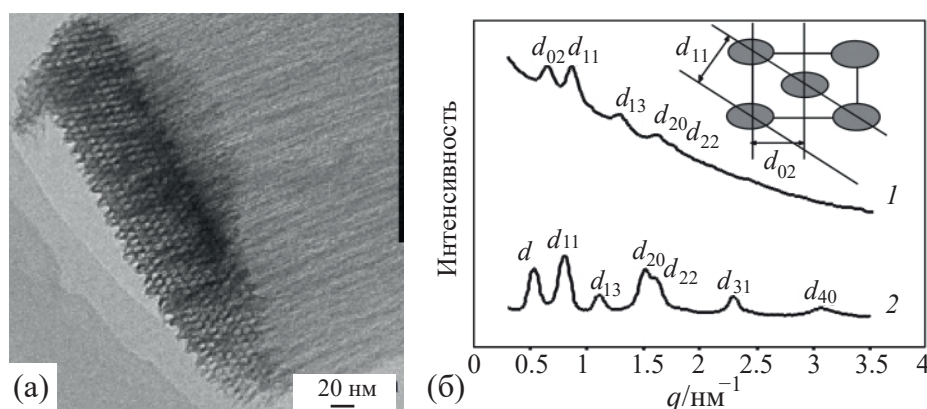 (а)
20 нм
Интенсивность
d02 d11
d13
d20
d22
d11
d02
1
d d11
d13
d20
d22
d31
d40
2
0 0.5 1 1.5 2 2.5 3 3.5 4
(б)
q/нм−1